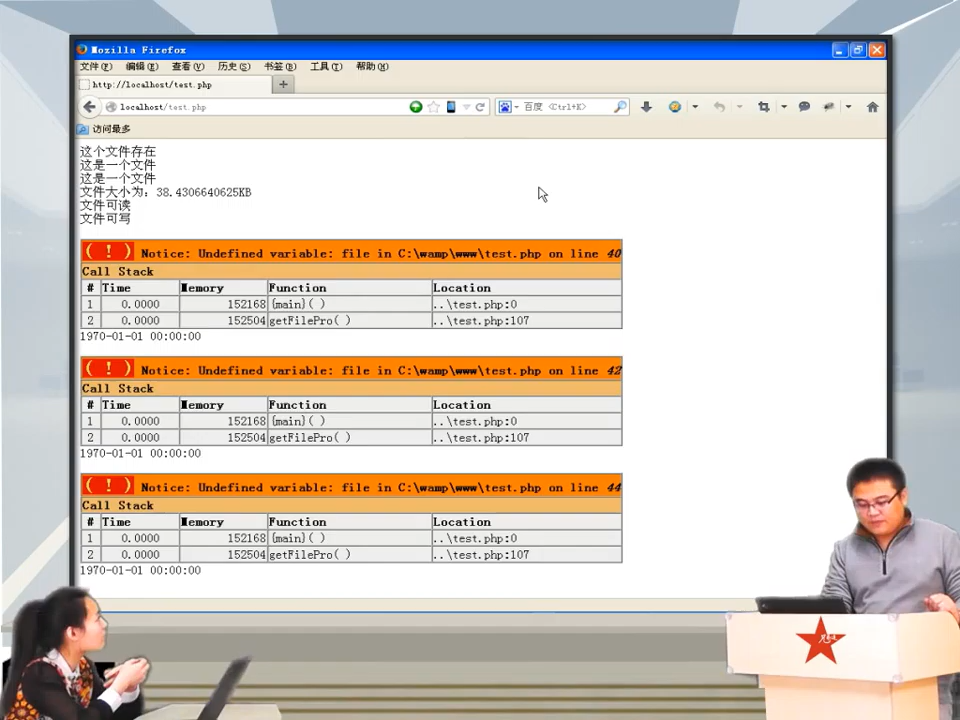 Mozilla Firefox
文件(F) 编辑(E) 查看(V) 历史(S) 书签(B) 工具(T) 帮助(H)
http://localhost/test.php
localhost/test.php 百度 <Ctrl+K>
访问最多
这个文件存在
这是一个文件
这是一个文件
文件大小为: 38.4306640625KB
文件可读
文件可写
( ! ) Notice: Undefined variable: file in C:\wamp\www\test.php on line 40
Call Stack
# Time Memory Function Location
1 0.0000 152168 {main}( ) ..\test.php:0
2 0.0000 152504 getFilePro( ) ..\test.php:107
1970-01-01 00:00:00
( ! ) Notice: Undefined variable: file in C:\wamp\www\test.php on line 42
Call Stack
# Time Memory Function Location
1 0.0000 152168 {main}( ) ..\test.php:0
2 0.0000 152504 getFilePro( ) ..\test.php:107
1970-01-01 00:00:00
( ! ) Notice: Undefined variable: file in C:\wamp\www\test.php on line 44
Call Stack
# Time Memory Function Location
1 0.0000 152168 {main}( ) ..\test.php:0
2 0.0000 152504 getFilePro( ) ..\test.php:107
1970-01-01 00:00:00